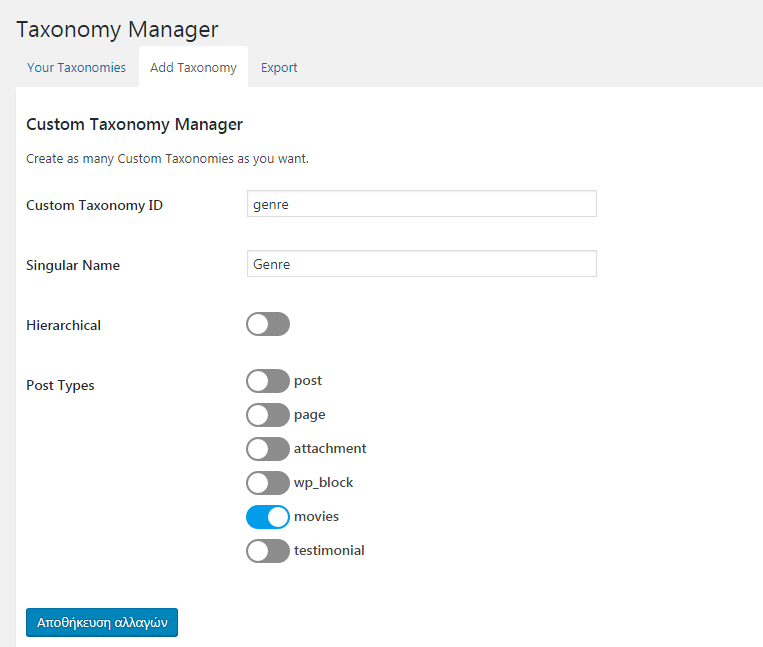 Taxonomy Manager
Your Taxonomies Add Taxonomy Export
Custom Taxonomy Manager
Create as many Custom Taxonomies as you want.
Custom Taxonomy ID genre
Singular Name Genre
Hierarchical
Post Types post
page
attachment
wp_block
movies
testimonial
Αποθήκευση αλλαγών